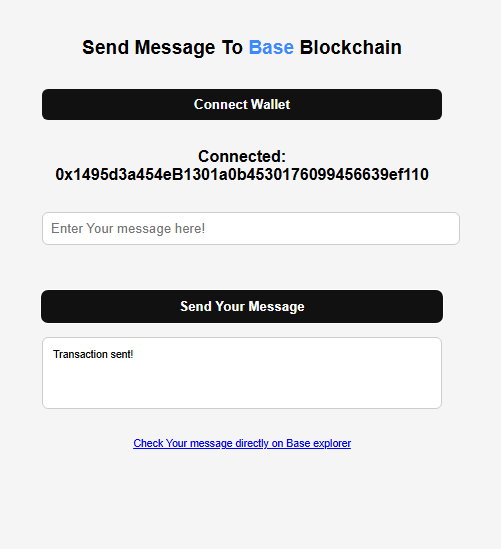 Send Message To Base Blockchain
Connect Wallet
Connected:
0x1495d3a454eB1301a0b4530176099456639ef110
Enter Your message here!
Send Your Message
Transaction sent!
Check Your message directly on Base explorer